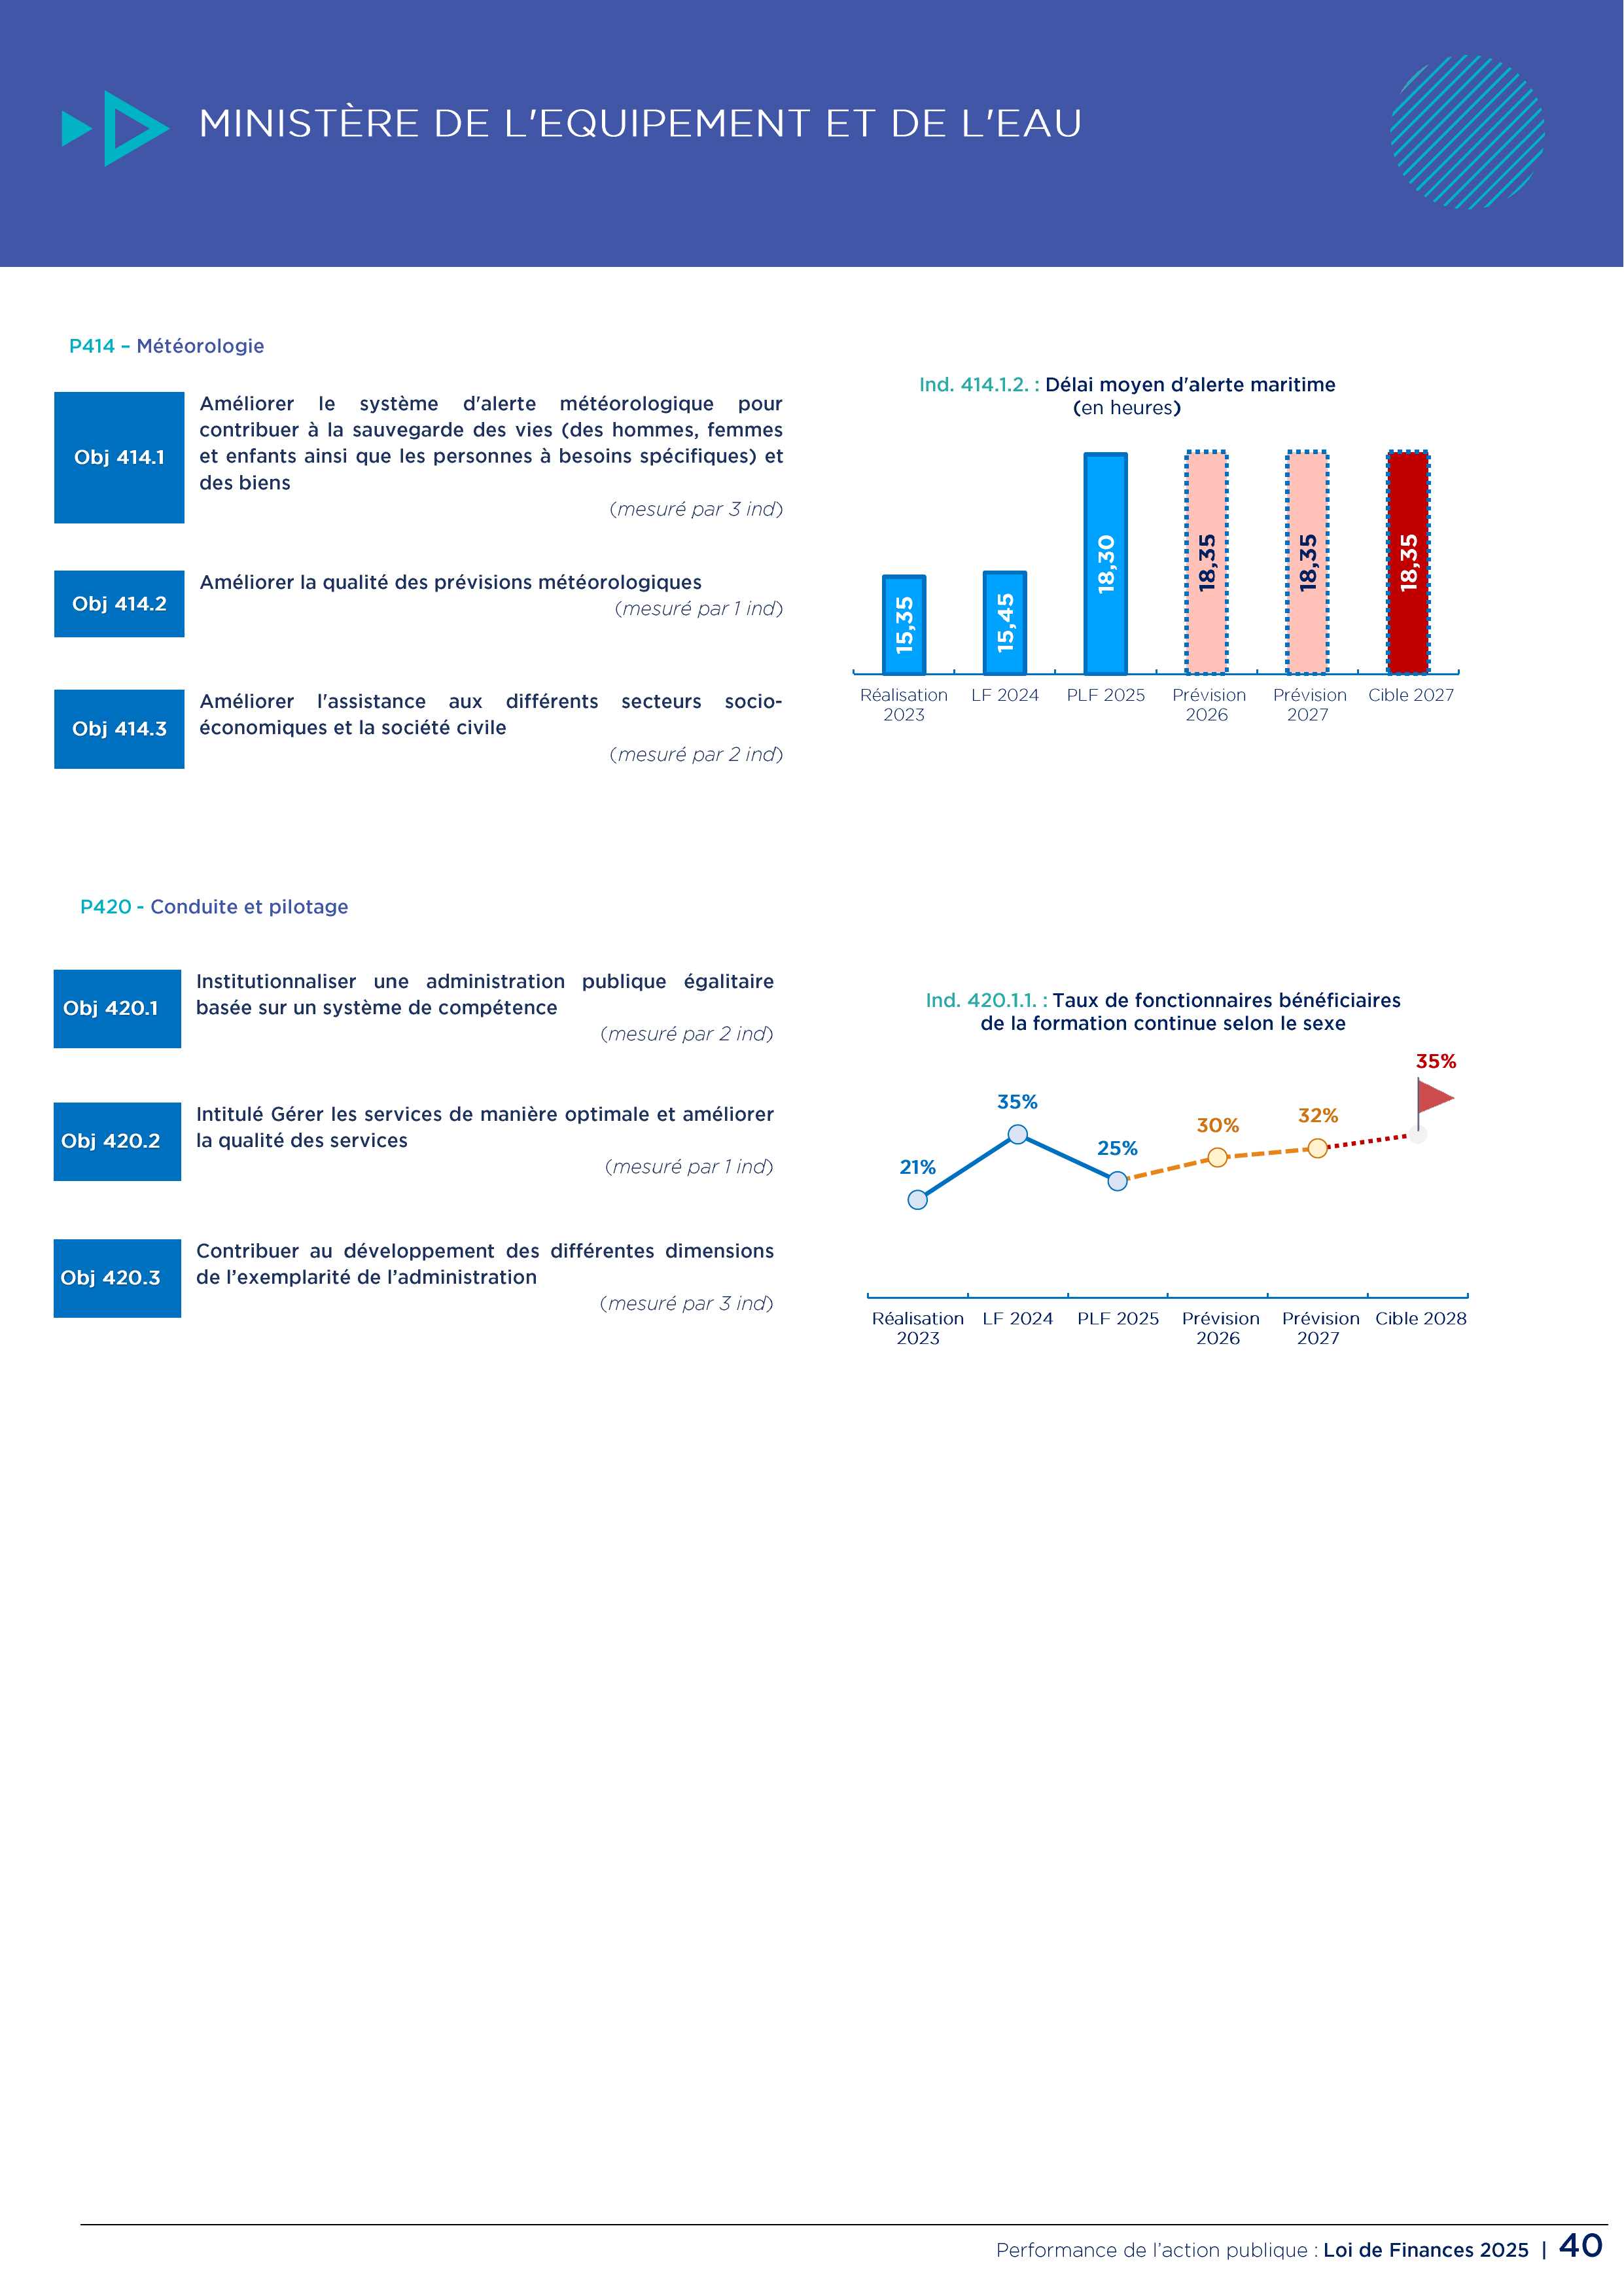 MINISTÈRE DE L'EQUIPEMENT ET DE L'EAU
P414 – Météorologie
Obj 414.1
Améliorer le système d'alerte météorologique pour
contribuer à la sauvegarde des vies (des hommes, femmes
et enfants ainsi que les personnes à besoins spécifiques) et
des biens
(mesuré par 3 ind)
Obj 414.2
Améliorer la qualité des prévisions météorologiques
(mesuré par 1 ind)
Obj 414.3
Améliorer l'assistance aux différents secteurs socio-
économiques et la société civile
(mesuré par 2 ind)
Ind. 414.1.2. : Délai moyen d'alerte maritime
(en heures)
15,35
15,45
18,30
18,35
18,35
18,35
Réalisation 2023
LF 2024
PLF 2025
Prévision 2026
Prévision 2027
Cible 2027
P420 - Conduite et pilotage
Obj 420.1
Institutionnaliser une administration publique égalitaire
basée sur un système de compétence
(mesuré par 2 ind)
Obj 420.2
Intitulé Gérer les services de manière optimale et améliorer
la qualité des services
(mesuré par 1 ind)
Obj 420.3
Contribuer au développement des différentes dimensions
de l’exemplarité de l’administration
(mesuré par 3 ind)
Ind. 420.1.1. : Taux de fonctionnaires bénéficiaires
de la formation continue selon le sexe
21%
35%
25%
30%
32%
35%
Réalisation 2023
LF 2024
PLF 2025
Prévision 2026
Prévision 2027
Cible 2028
Performance de l’action publique : Loi de Finances 2025 | 40